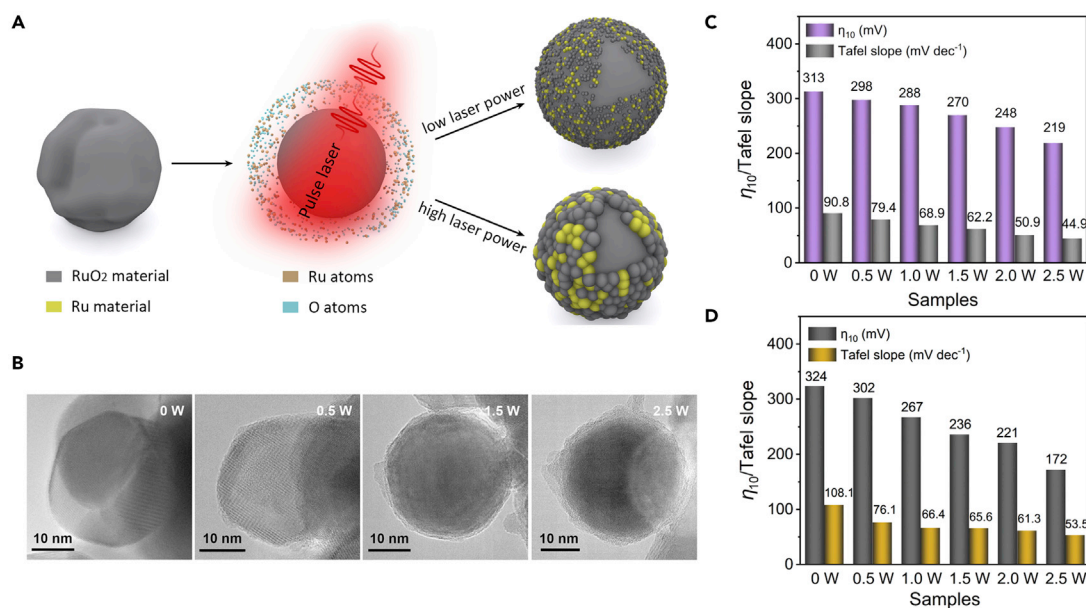 A
Pulse laser
low laser power
high laser power
RuO2 material
Ru atoms
Ru material
O atoms
B
0 W
0.5 W
1.5 W
2.5 W
10 nm
10 nm
10 nm
10 nm
C
η10 (mV)
Tafel slope (mV dec-1)
η10/Tafel slope
400
300
200
100
0
313
298
288
270
248
219
90.8
79.4
68.9
62.2
50.9
44.9
0 W 0.5 W 1.0 W 1.5 W 2.0 W 2.5 W
Samples
D
η10 (mV)
Tafel slope (mV dec-1)
η10/Tafel slope
400
300
200
100
0
324
302
267
236
221
172
108.1
76.1
66.4
65.6
61.3
53.5
0 W 0.5 W 1.0 W 1.5 W 2.0 W 2.5 W
Samples